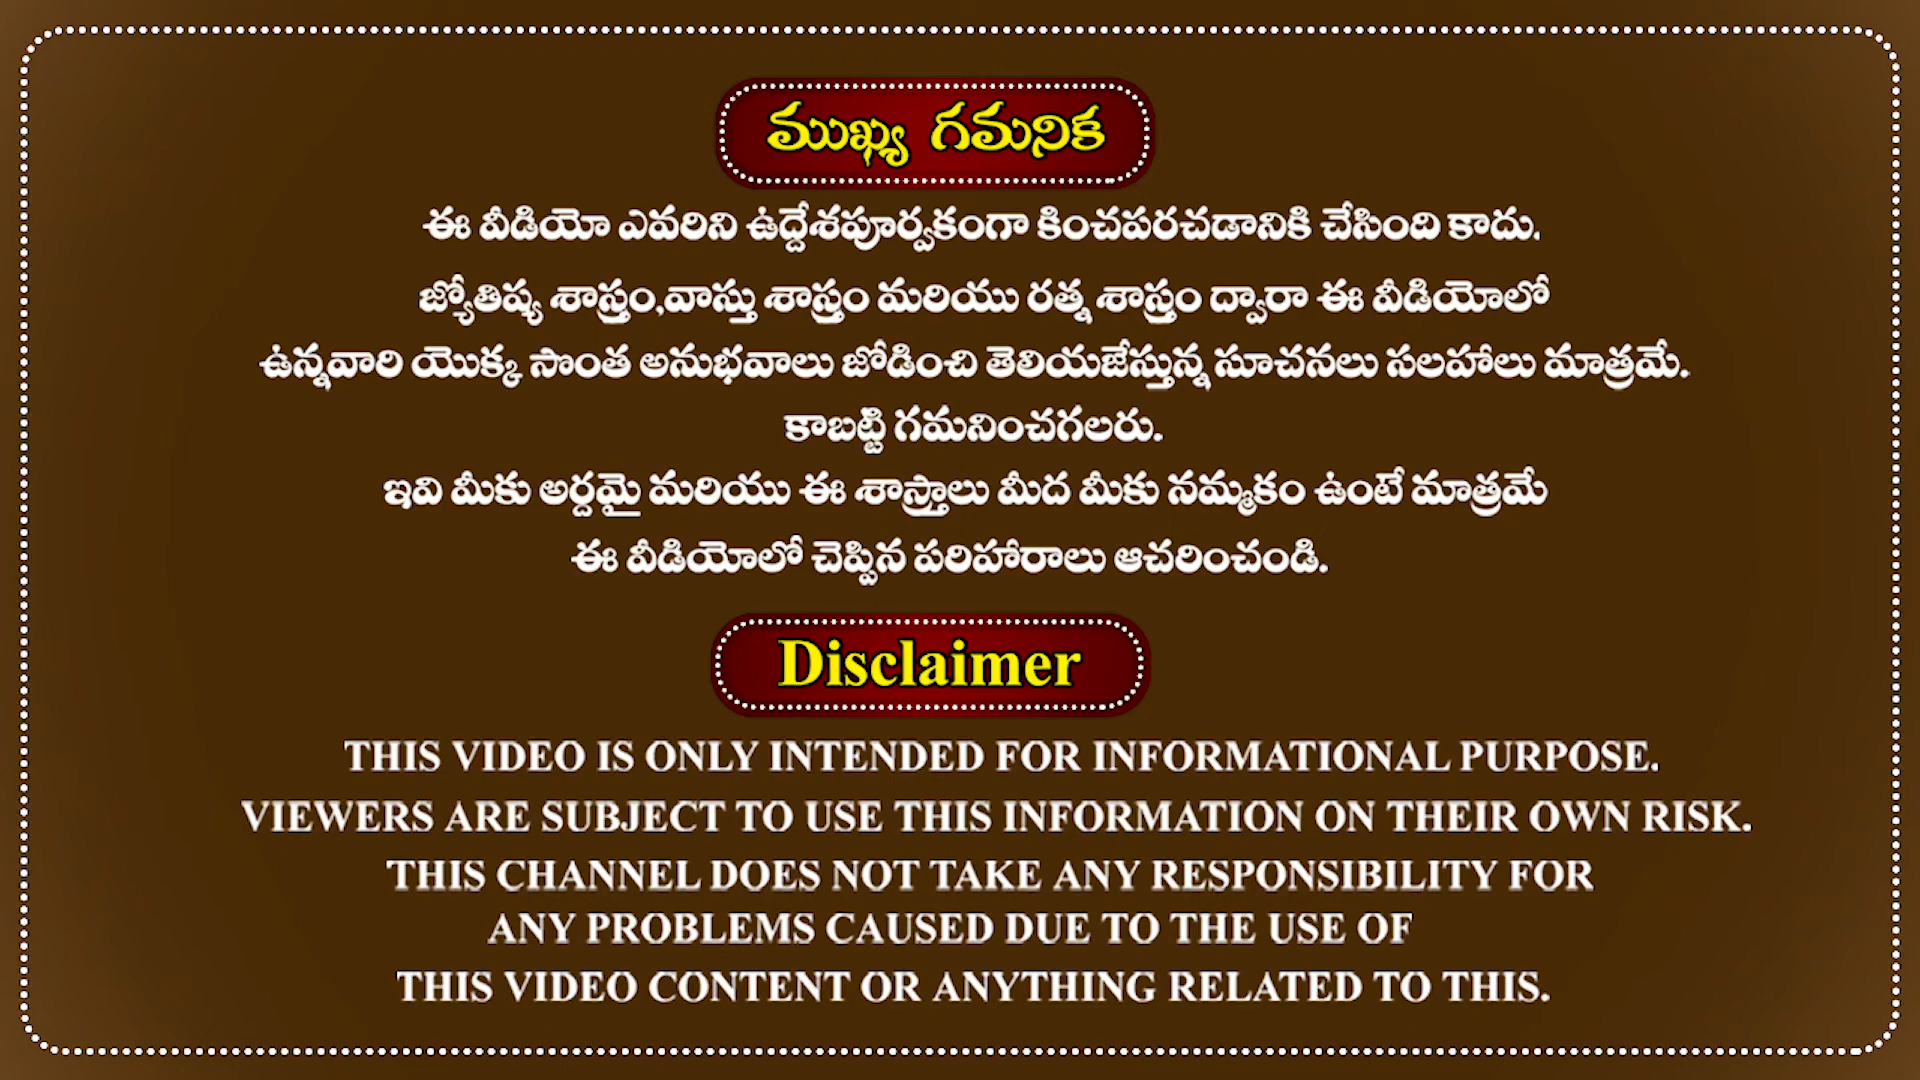 ముఖ్య గమనిక
ఈ వీడియో ఎవరిని ఉద్దేశపూర్వకంగా కించపరచడానికి చేసింది కాదు.
జ్యోతిష్య శాస్త్రం,వాస్తు శాస్త్రం మరియు రత్న శాస్త్రం ద్వారా ఈ వీడియోలో
ఉన్నవారి యొక్క సొంత అనుభవాలు జోడించి తెలియజేస్తున్న సూచనలు సలహాలు మాత్రమే.
కాబట్టి గమనించగలరు.
ఇవి మీకు అర్దమై మరియు ఈ శాస్త్రాలు మీద మీకు నమ్మకం ఉంటే మాత్రమే
ఈ వీడియోలో చెప్పిన పరిహారాలు ఆచరించండి.
Disclaimer
THIS VIDEO IS ONLY INTENDED FOR INFORMATIONAL PURPOSE.
VIEWERS ARE SUBJECT TO USE THIS INFORMATION ON THEIR OWN RISK.
THIS CHANNEL DOES NOT TAKE ANY RESPONSIBILITY FOR
ANY PROBLEMS CAUSED DUE TO THE USE OF
THIS VIDEO CONTENT OR ANYTHING RELATED TO THIS.